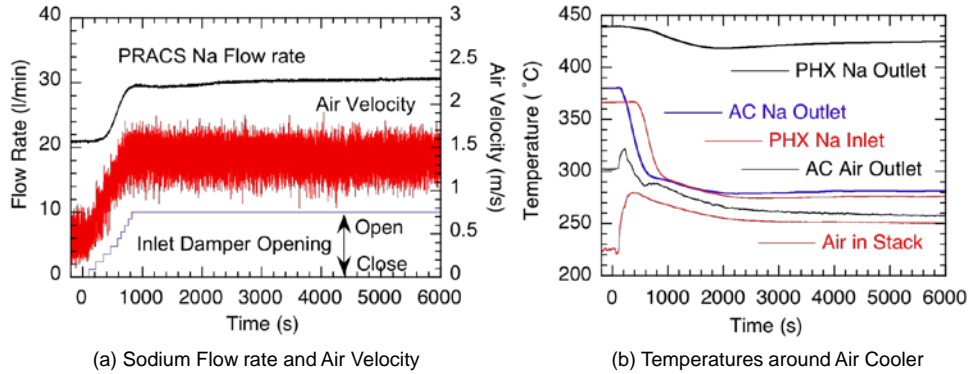 40
30
20
10
0
Flow Rate (l/min)
PRACS Na Flow rate
Air Velocity
Inlet Damper Opening
Open
Close
3
2.5
2
1.5
1
0.5
0
Air Velocity (m/s)
0 1000 2000 3000 4000 5000 6000
Time (s)
(a) Sodium Flow rate and Air Velocity
450
400
350
300
250
200
Temperature (°C)
PHX Na Outlet
AC Na Outlet
PHX Na Inlet
AC Air Outlet
Air in Stack
0 1000 2000 3000 4000 5000 6000
Time (s)
(b) Temperatures around Air Cooler